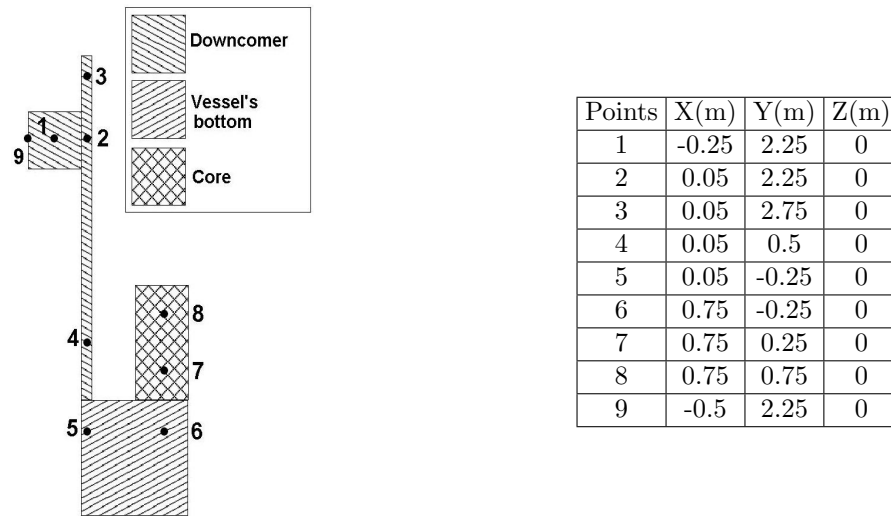 Downcomer
Vessel's
bottom
Core
3
1
2
9
4
8
7
5
6
Points X(m) Y(m) Z(m)
1 -0.25 2.25 0
2 0.05 2.25 0
3 0.05 2.75 0
4 0.05 0.5 0
5 0.05 -0.25 0
6 0.75 -0.25 0
7 0.75 0.25 0
8 0.75 0.75 0
9 -0.5 2.25 0